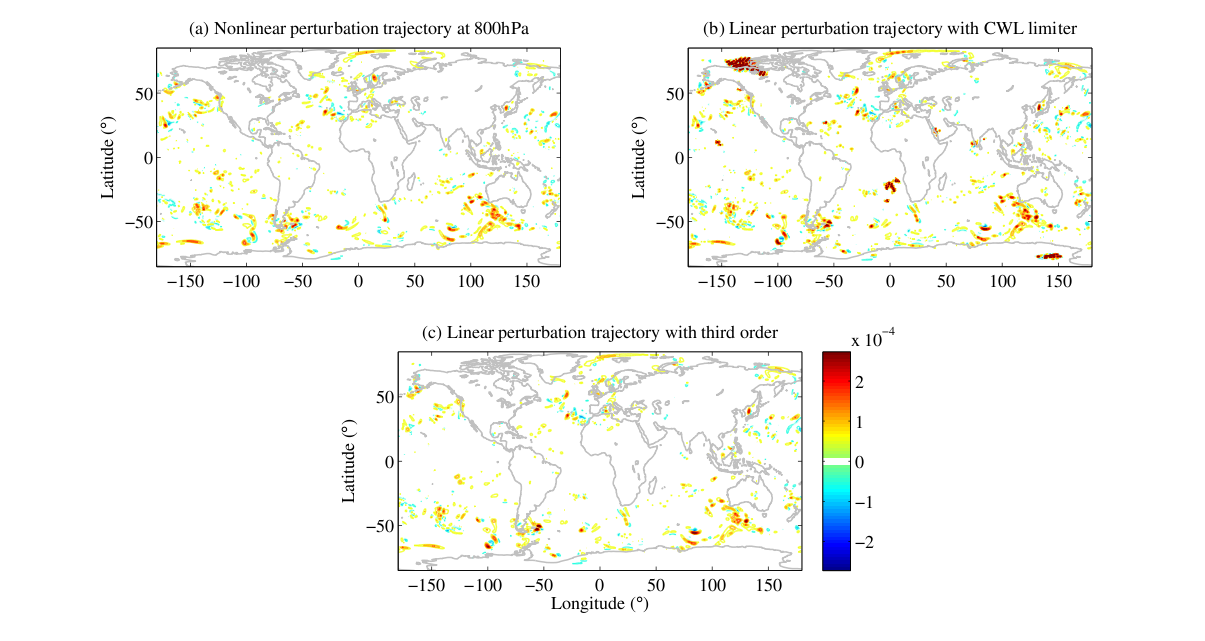 (a) Nonlinear perturbation trajectory at 800hPa
(b) Linear perturbation trajectory with CWL limiter
50
0
−50
Latitude (°)
−150 −100 −50 0 50 100 150
50
0
−50
Latitude (°)
−150 −100 −50 0 50 100 150
(c) Linear perturbation trajectory with third order
50
0
−50
Latitude (°)
−150 −100 −50 0 50 100 150
Longitude (°)
x 10⁻⁴
2
1
0
−1
−2